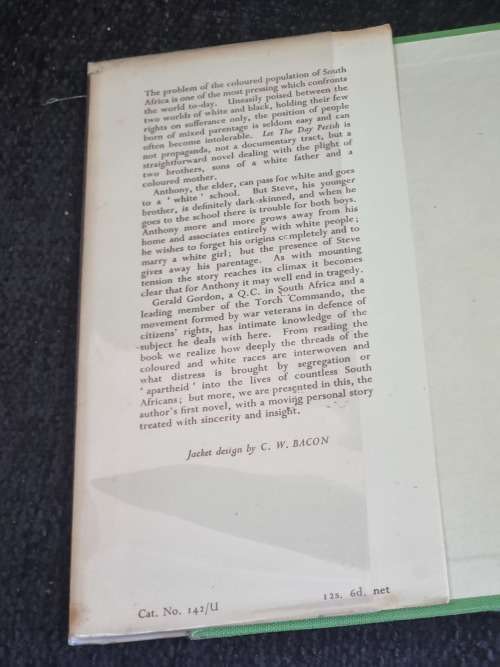 The problem of the coloured population of South
Africa is one of the most pressing which confronts
the world to-day. Uneasily poised between the
two worlds of white and black, holding their few
rights on sufferance only, the position of people
born of mixed parentage is seldom easy and can
often become intolerable. Let The Day Perish is
not propaganda, not a documentary tract, but a
straightforward novel dealing with the plight of
two brothers, sons of a white father and a
coloured mother.
Anthony, the elder, can pass for white and goes
to a ' white ' school. But Steve, his younger
brother, is definitely dark-skinned, and when he
goes to the school there is trouble for both boys.
Anthony more and more grows away from his
home and associates entirely with white people ;
he wishes to forget his origins completely and to
marry a white girl ; but the presence of Steve
gives away his parentage. As with mounting
tension the story reaches its climax it becomes
clear that for Anthony it may well end in tragedy.
Gerald Gordon, a Q.C. in South Africa and a
leading member of the Torch Commando, the
movement formed by war veterans in defence of
citizens' rights, has intimate knowledge of the
subject he deals with here. From reading the
book we realize how deeply the threads of the
coloured and white races are interwoven and
what distress is brought by segregation or
' apartheid ' into the lives of countless South
Africans ; but more, we are presented in this, the
author's first novel, with a moving personal story
treated with sincerity and insight.
Jacket design by C. W. BACON
Cat. No. 142/U
12s. 6d. net